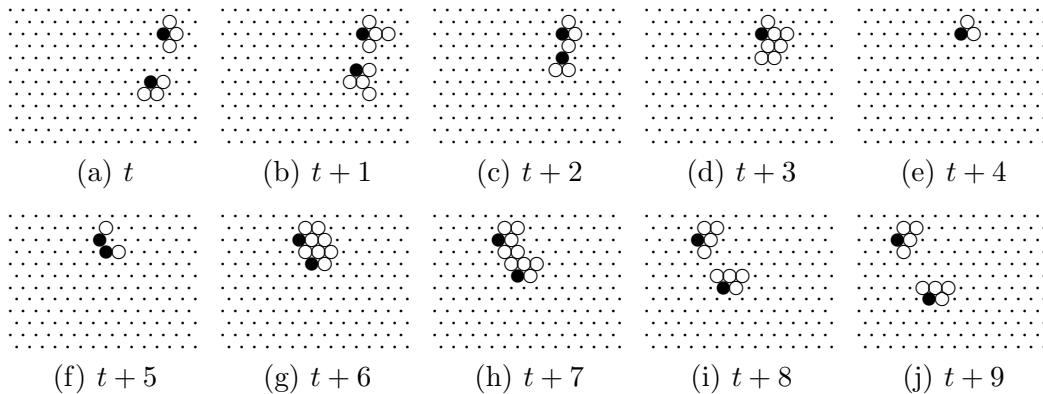 (a) t
(b) t + 1
(c) t + 2
(d) t + 3
(e) t + 4
(f) t + 5
(g) t + 6
(h) t + 7
(i) t + 8
(j) t + 9